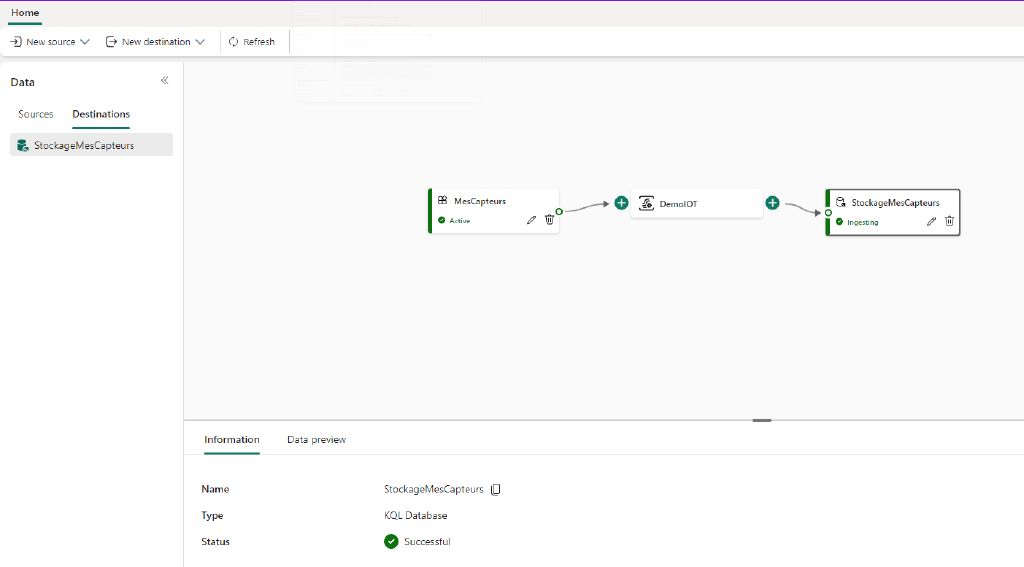 Home
New source
New destination
Refresh
Data
Sources
Destinations
StockageMesCapteurs
MesCapteurs
Active
DemoIOT
StockageMesCapteurs
Ingesting
Information
Data preview
Name
StockageMesCapteurs
Type
KQL Database
Status
Successful